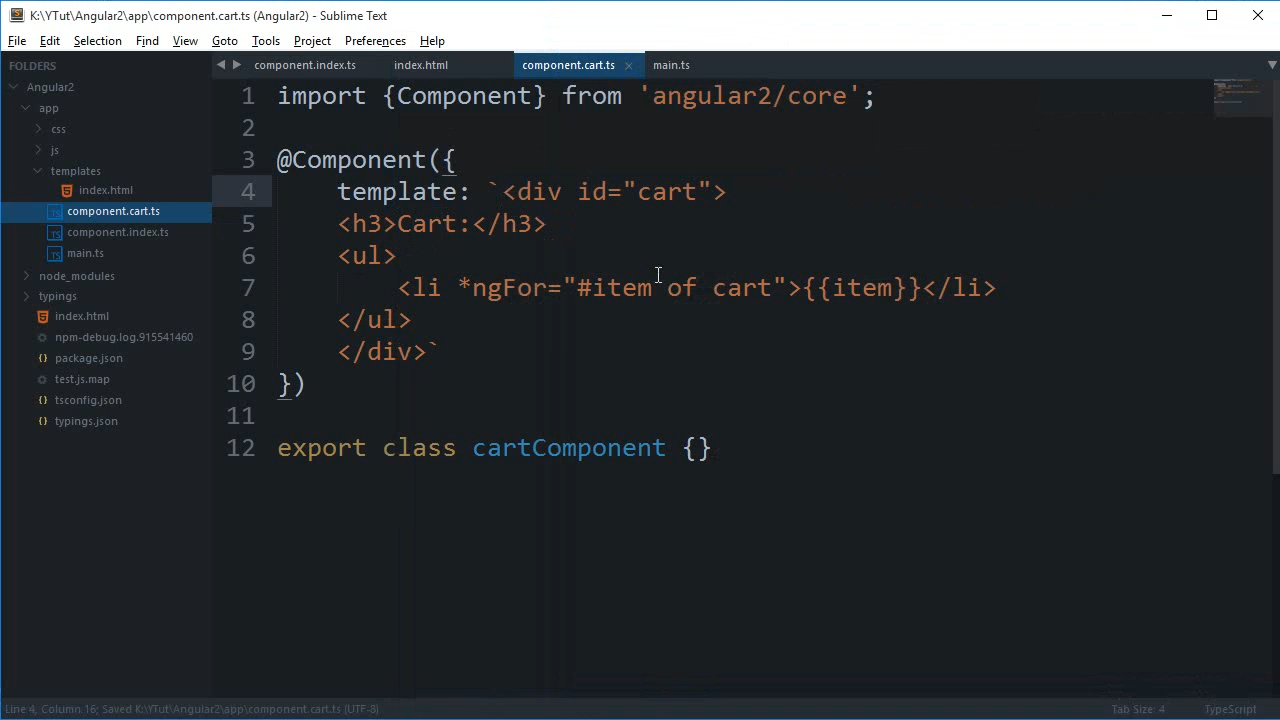 K:\YTut\Angular2\app\component.cart.ts (Angular2) - Sublime Text
File Edit Selection Find View Goto Tools Project Preferences Help
FOLDERS
Angular2
app
css
js
templates
index.html
component.cart.ts
component.index.ts
main.ts
node_modules
typings
index.html
npm-debug.log.915541460
package.json
test.js.map
tsconfig.json
typings.json
component.index.ts index.html component.cart.ts × main.ts
1 import {Component} from 'angular2/core';
2
3 @Component({
4 template: `<div id="cart">
5 <h3>Cart:</h3>
6 <ul>
7 <li *ngFor="#item of cart">{{item}}</li>
8 </ul>
9 </div>`
10 })
11
12 export class cartComponent {}
Line 4, Column 16; Saved K:\YTut\Angular2\app\component.cart.ts (UTF-8) Tab Size: 4 TypeScript